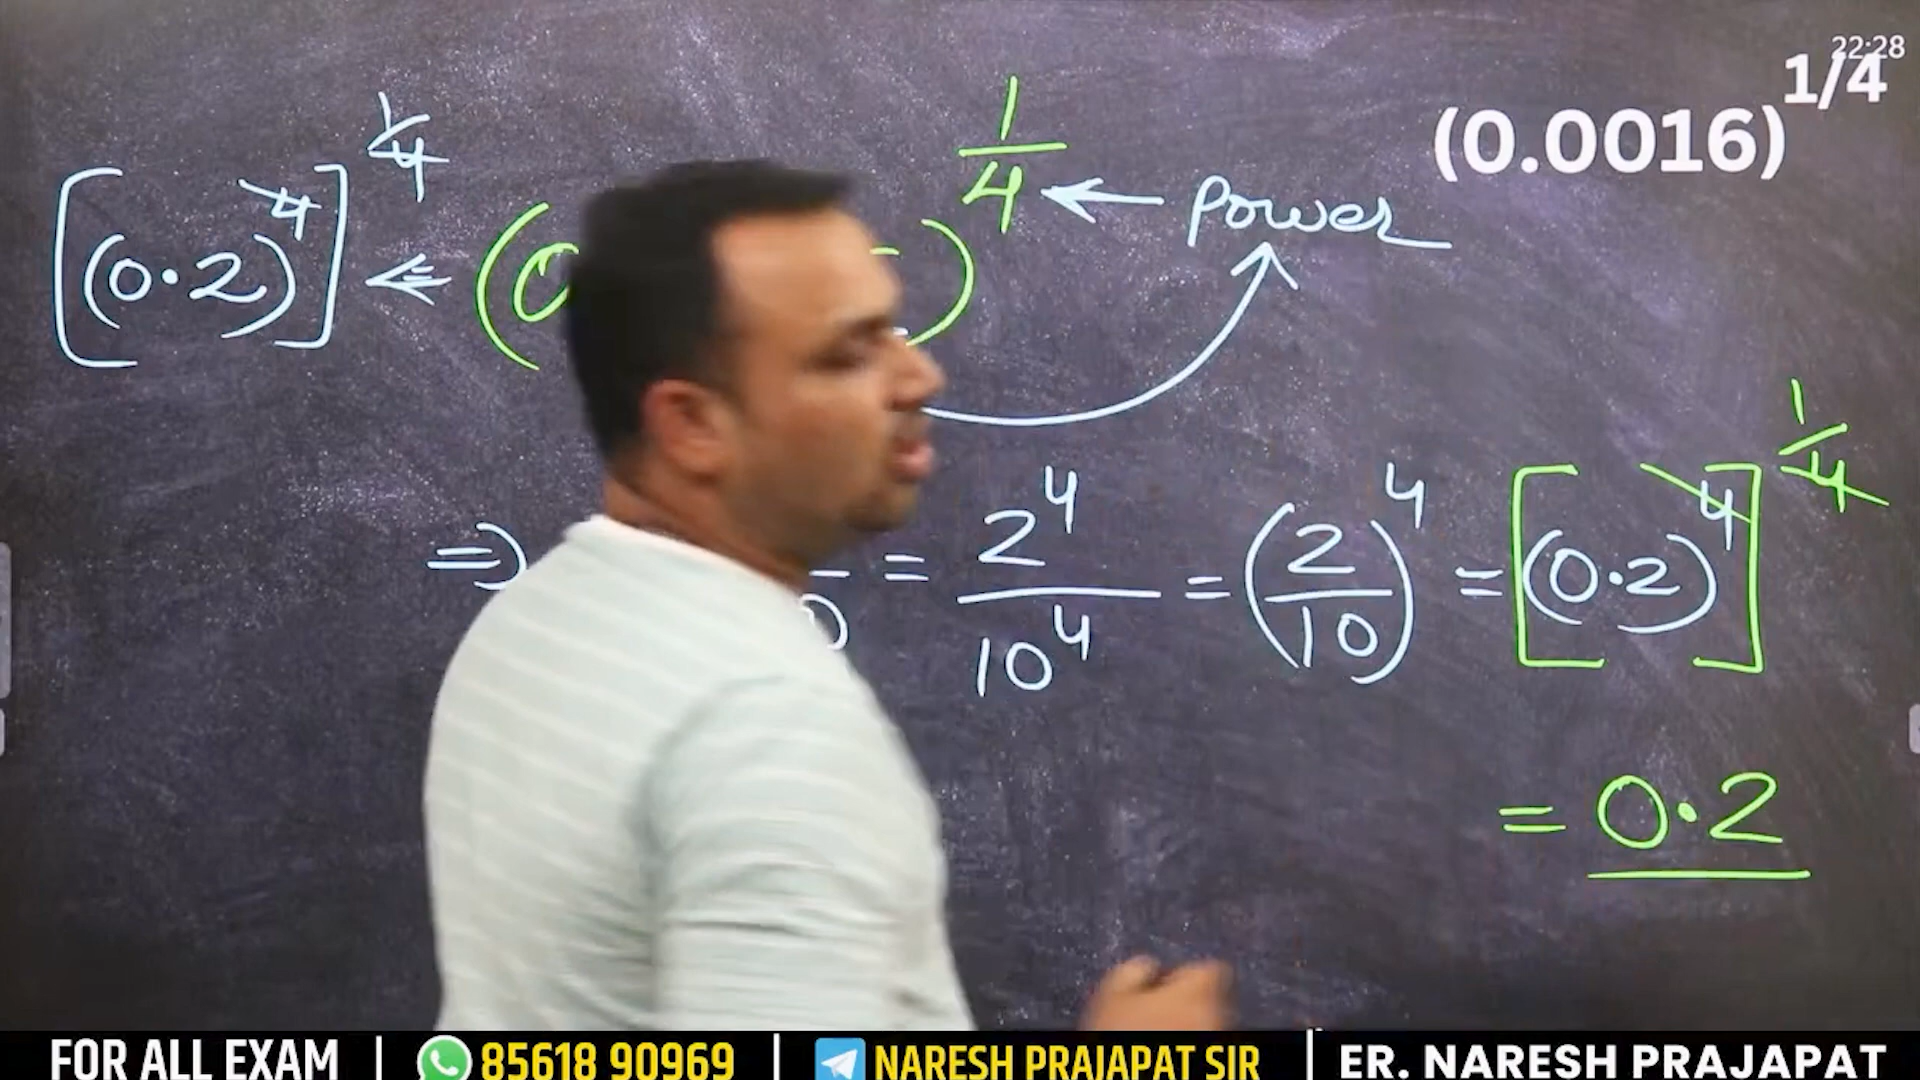 22:28
(0.0016)^1/4
[(0.2)^4]^1/4 ⇐ (0 )^1/4 ← Power
⇒ = 2^4/10^4 = (2/10)^4 = [(0.2)^4]^1/4
= 0.2
FOR ALL EXAM | 85618 90969 | NARESH PRAJAPAT SIR | ER. NARESH PRAJAPAT